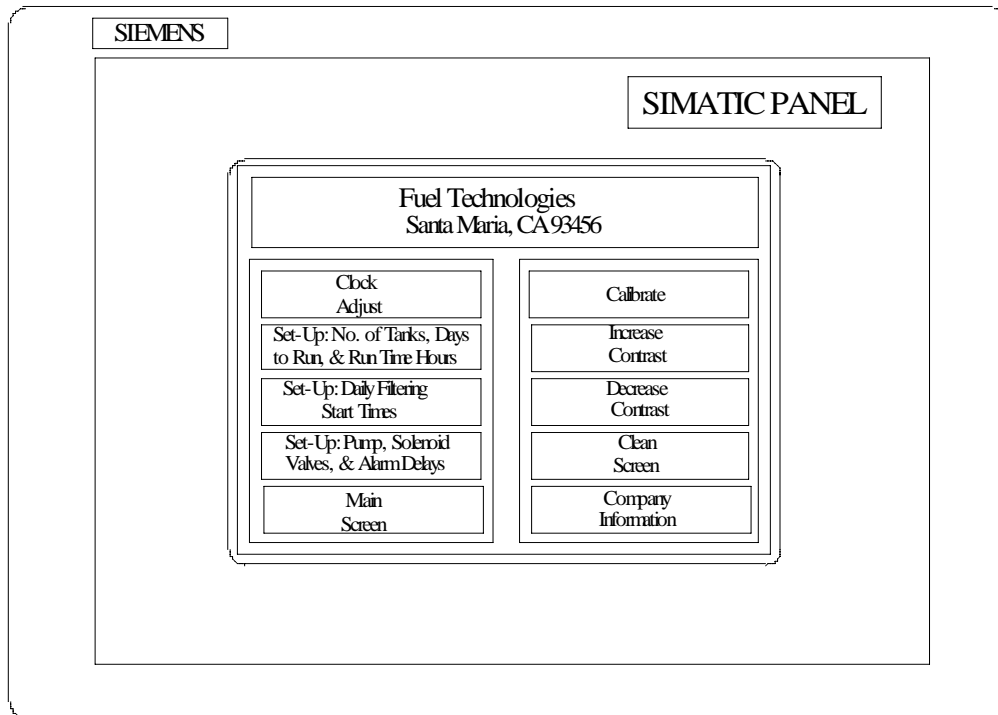 SIEMENS
SIMATIC PANEL
Fuel Technologies
Santa Maria, CA 93456
Clock
Adjust
Set-Up: No. of Tanks, Days
to Run, & Run Time Hours
Set-Up: Daily Filtering
Start Times
Set-Up: Pump, Solenoid
Valves, & Alarm Delays
Main
Screen
Calibrate
Increase
Contrast
Decrease
Contrast
Clean
Screen
Company
Information